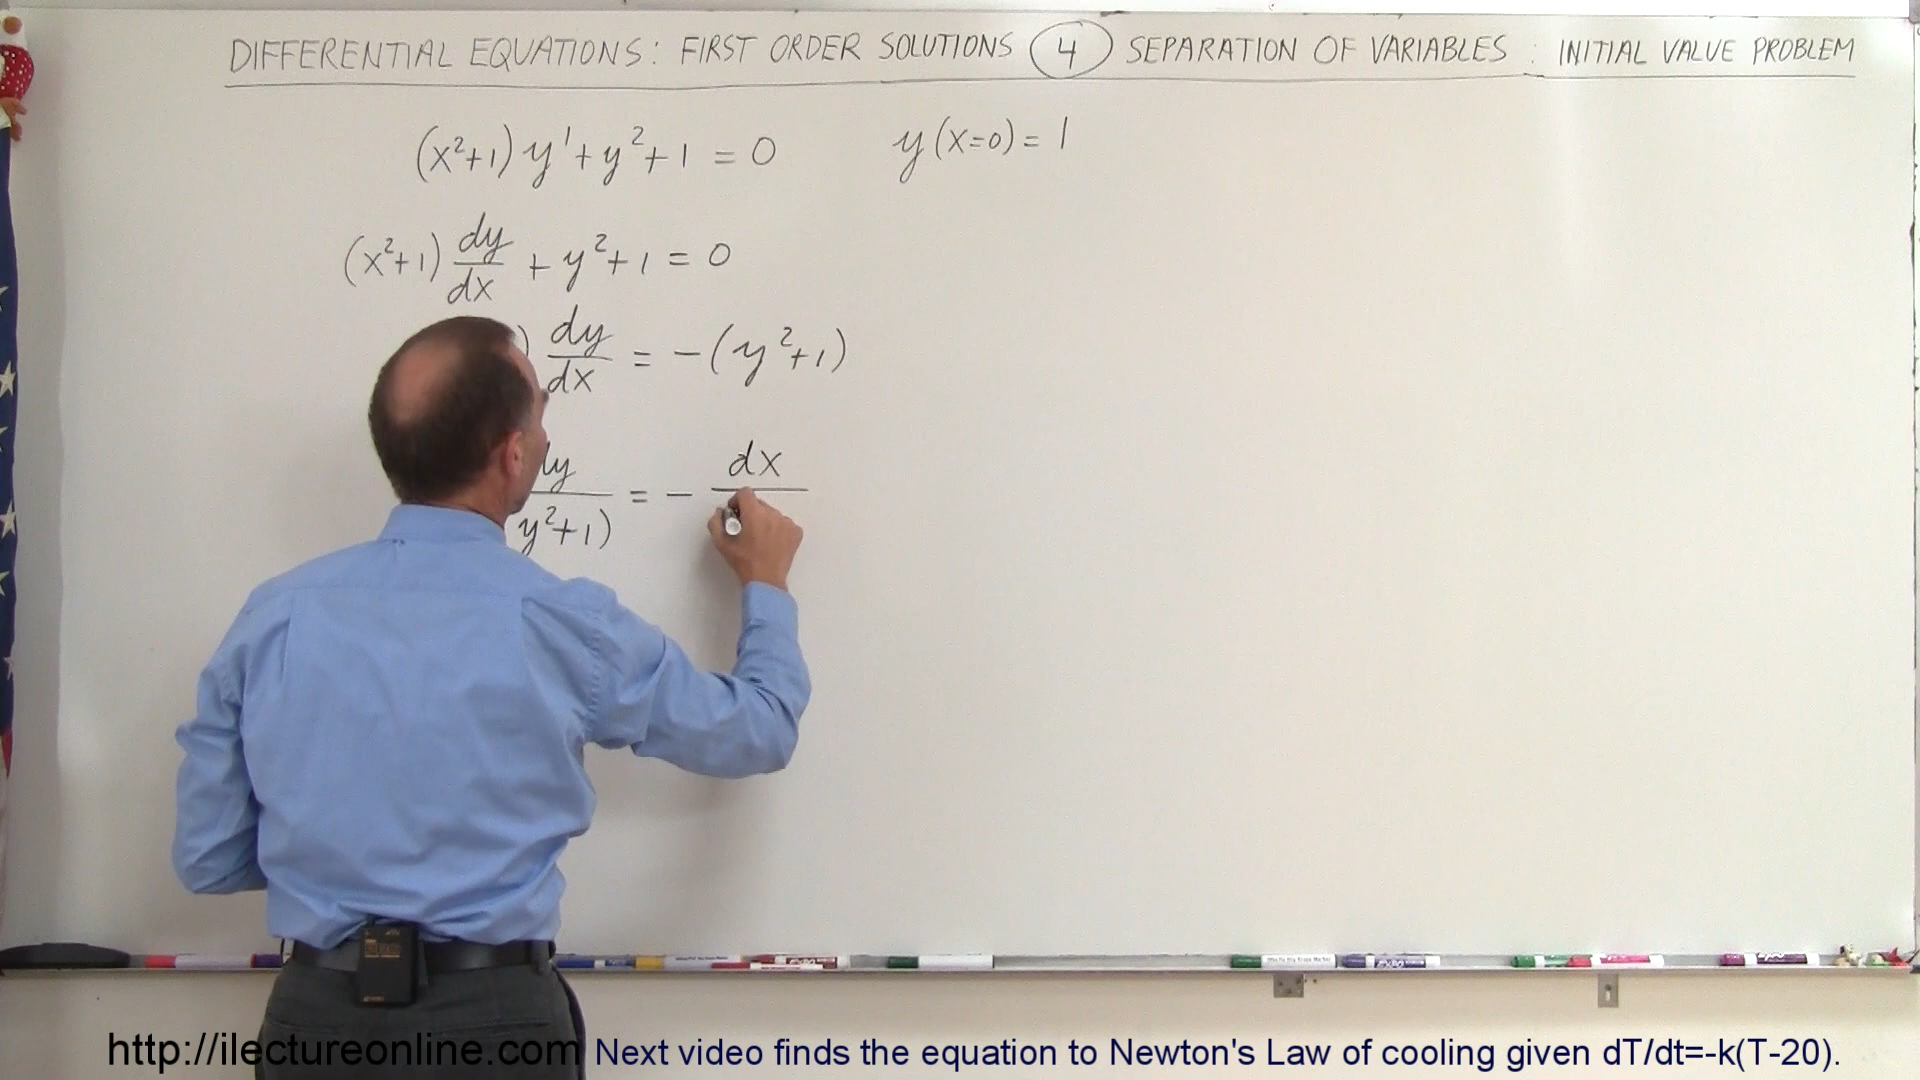 DIFFERENTIAL EQUATIONS: FIRST ORDER SOLUTIONS 4 SEPARATION OF VARIABLES : INITIAL VALUE PROBLEM
(x²+1) y' + y² + 1 = 0 y(x=0) = 1
(x²+1) dy/dx + y² + 1 = 0
) dy/dx = -(y²+1)
dy/y²+1) = - dx
http://ilectureonline.com Next video finds the equation to Newton's Law of cooling given dT/dt=-k(T-20).